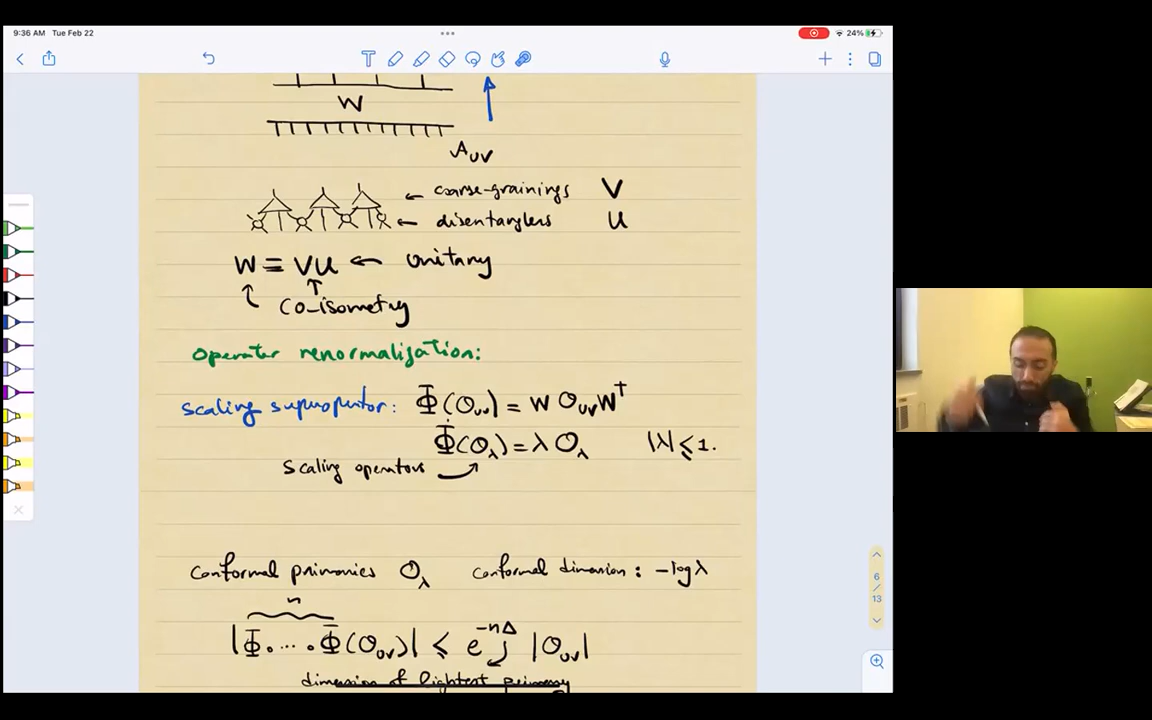 9:36 AM Tue Feb 22
24%
W
A_UV
← coarse-grainings V
← disentanglers U
W ≡ VU ← Unitary
Co-isometry
Operator renormalization:
Scaling superoperator: Φ(O_UV) = W O_UV W†
Φ(O_λ) = λ O_λ |λ| ≤ 1.
Scaling operators
Conformal primaries O_λ Conformal dimension: -log λ
n
|Φ∘…∘Φ(O_UV)| ≤ e^{-nΔ} |O_UV|
dimension of lightest primary
6
/
13